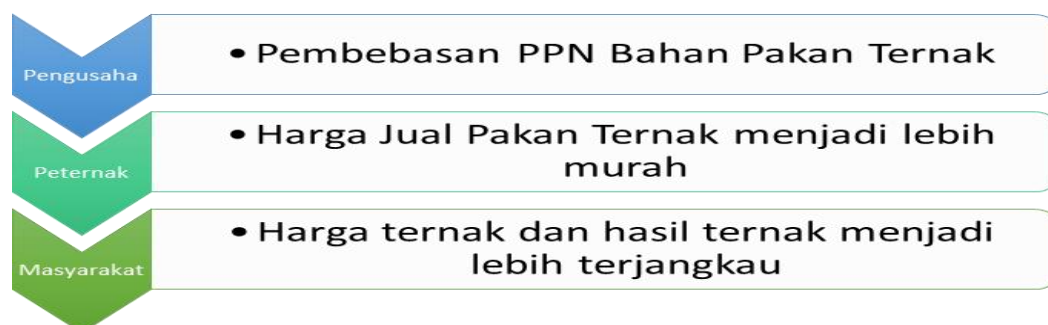 Pengusaha
• Pembebasan PPN Bahan Pakan Ternak
Peternak
• Harga Jual Pakan Ternak menjadi lebih
murah
Masyarakat
• Harga ternak dan hasil ternak menjadi
lebih terjangkau